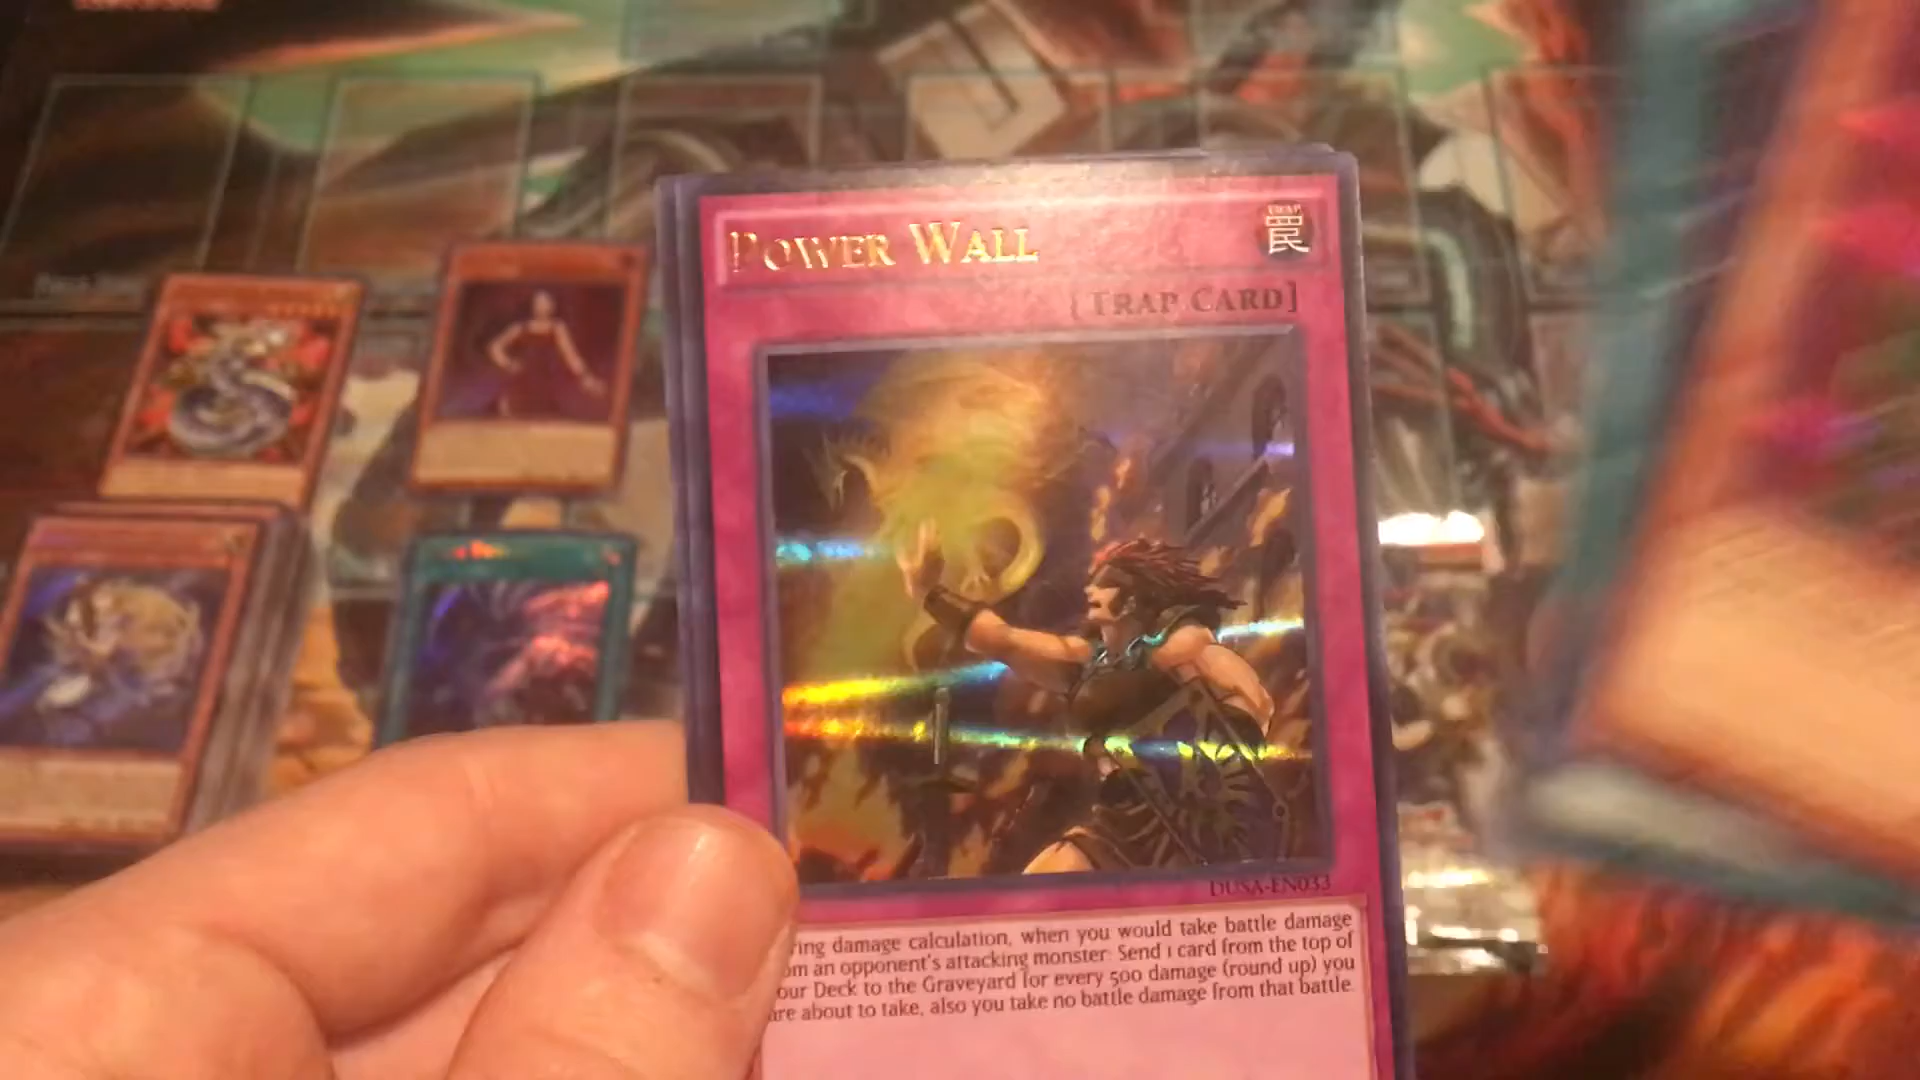 POWER WALL
TRAP
罠
[TRAP CARD]
DUSA-EN033
ring damage calculation, when you would take battle damage
om an opponent's attacking monster: Send 1 card from the top of
our Deck to the Graveyard for every 500 damage (round up) you
are about to take, also you take no battle damage from that battle.